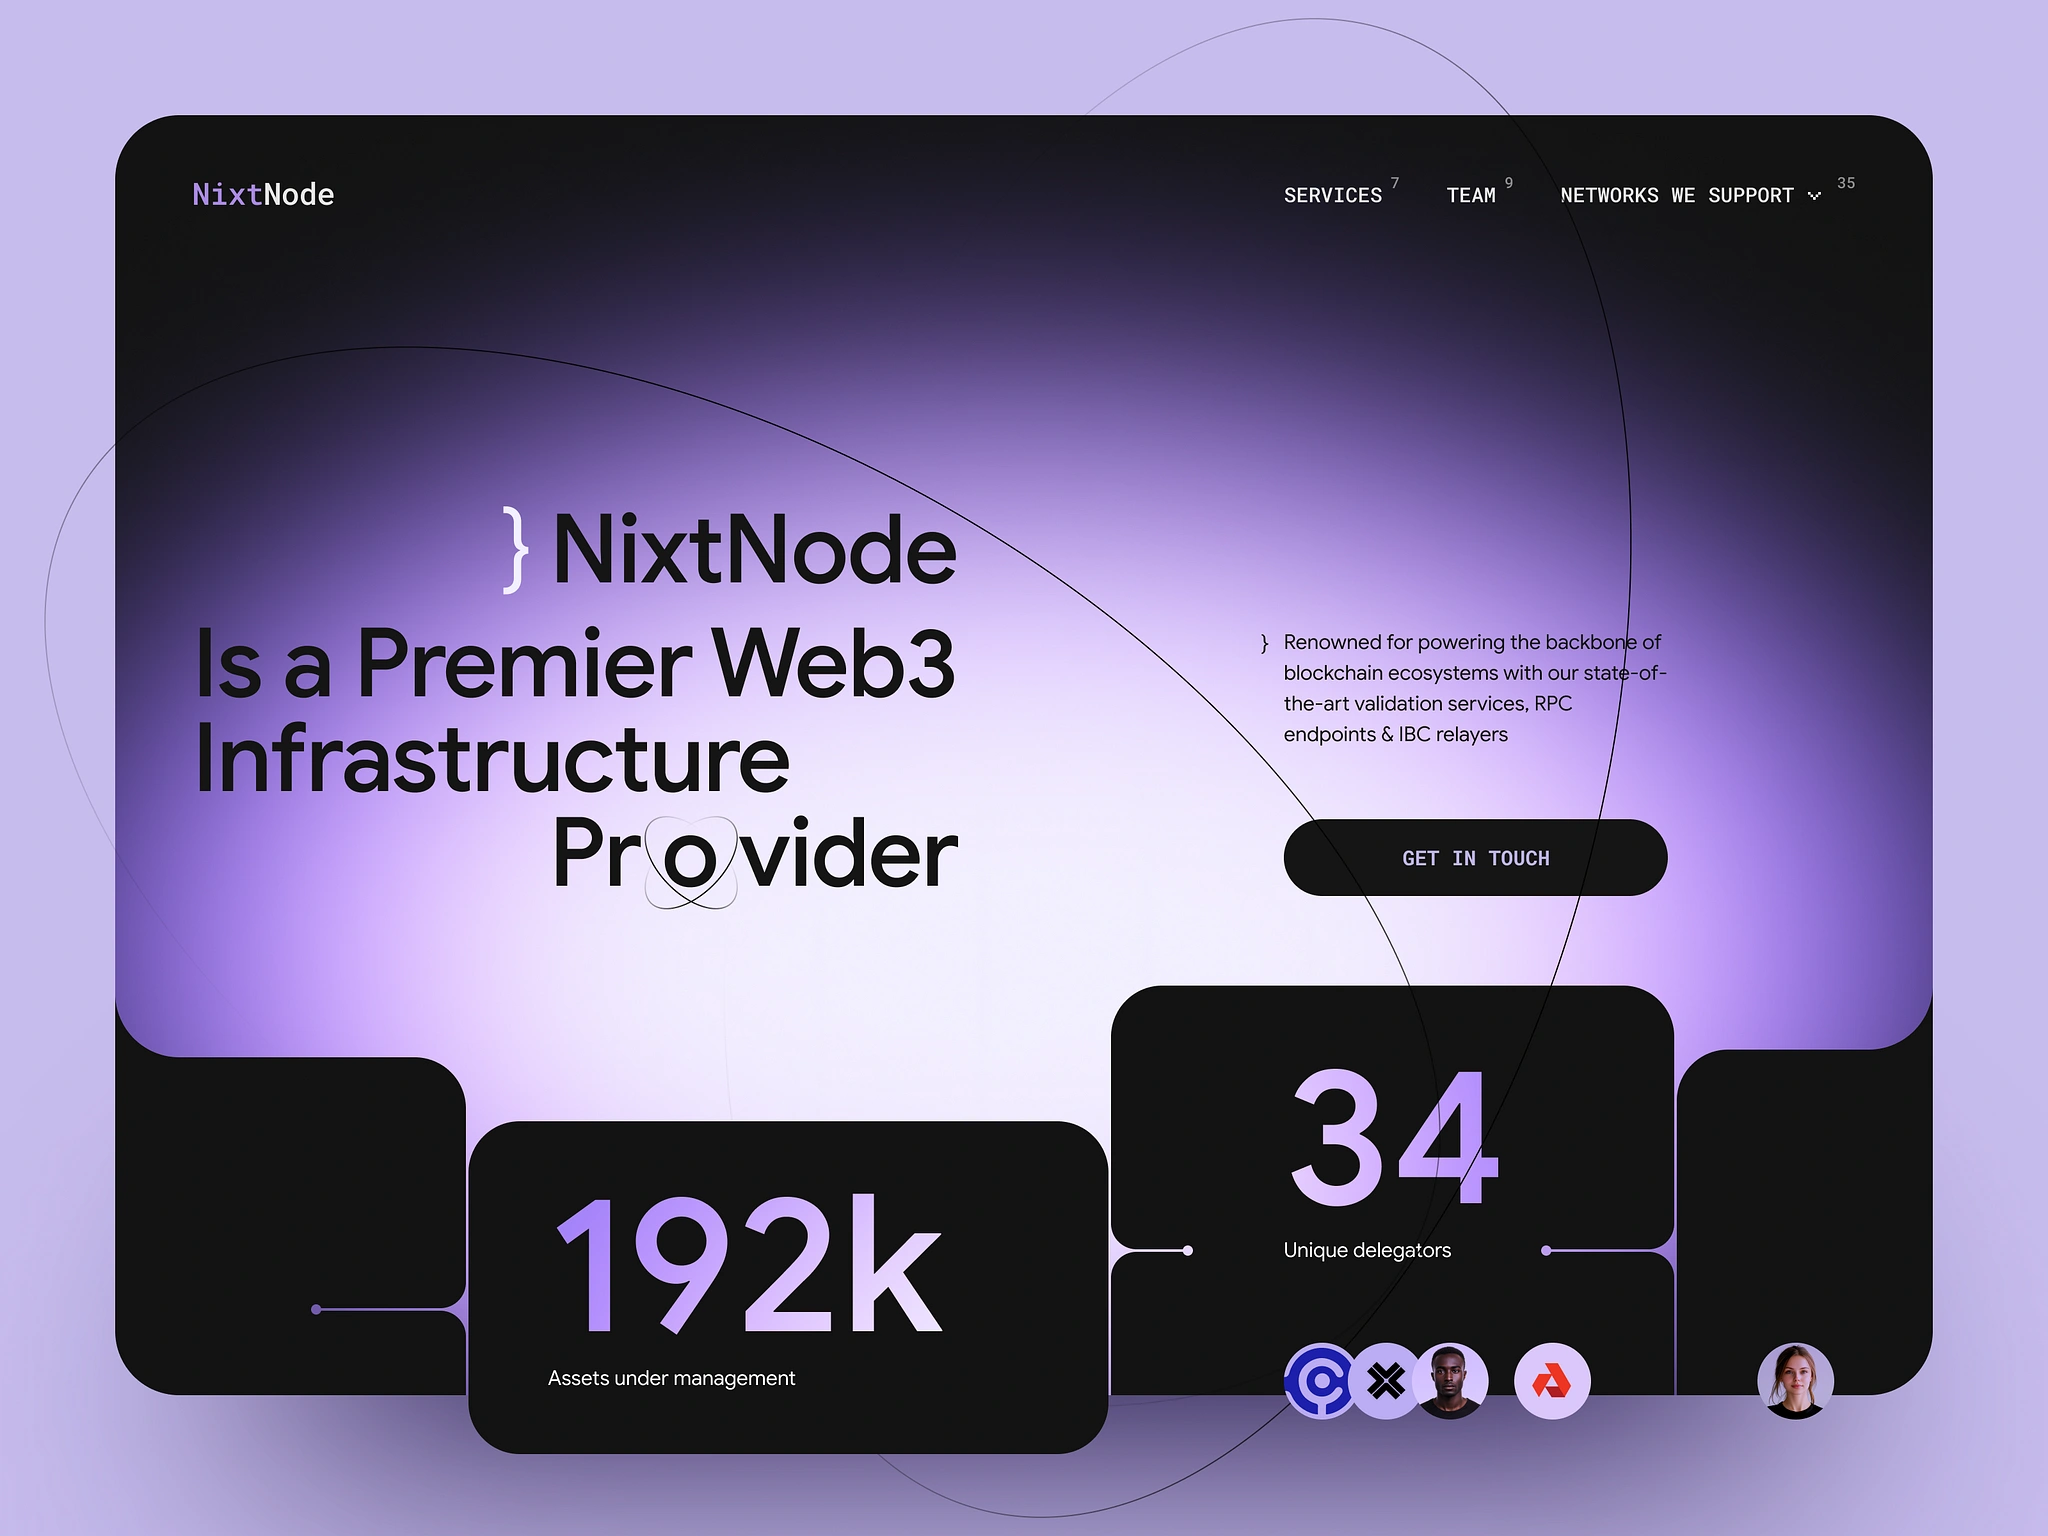 NixtNode
SERVICES 7
TEAM 9
NETWORKS WE SUPPORT 35
} NixtNode
Is a Premier Web3
Infrastructure
Provider
} Renowned for powering the backbone of
blockchain ecosystems with our state-of-
the-art validation services, RPC
endpoints & IBC relayers
GET IN TOUCH
192k
Assets under management
34
Unique delegators